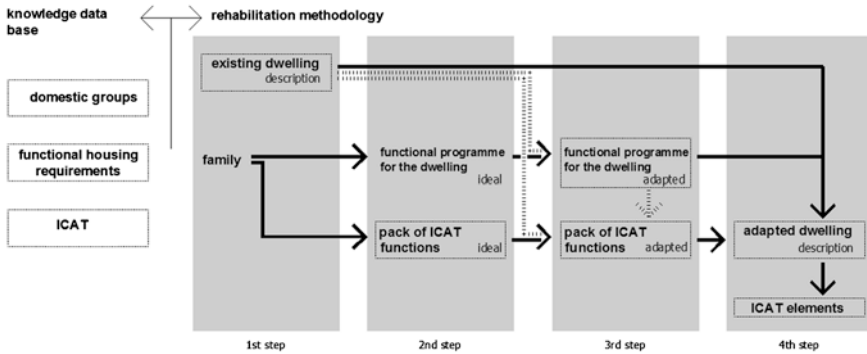 knowledge data
base
rehabilitation methodology
domestic groups
functional housing
requirements
ICAT
existing dwelling
description
family
1st step
functional programme
for the dwelling
ideal
pack of ICAT
functions
ideal
2nd step
functional programme
for the dwelling
adapted
pack of ICAT
functions
adapted
3rd step
adapted dwelling
description
ICAT elements
4th step